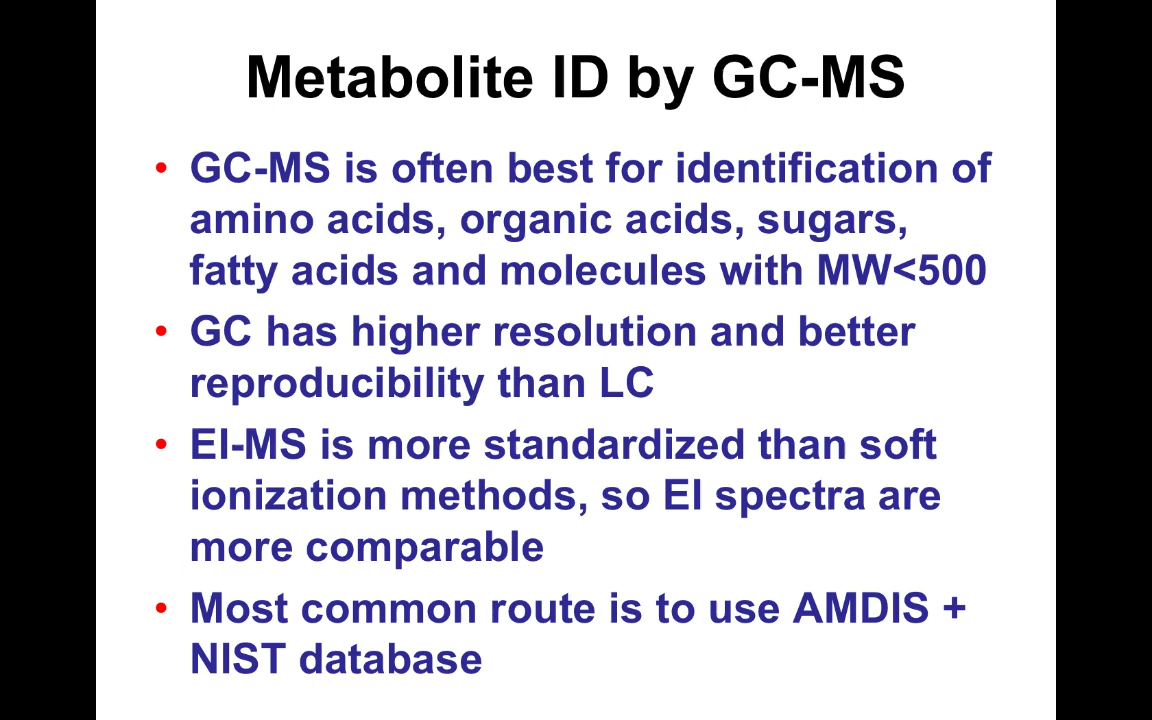 Metabolite ID by GC-MS
• GC-MS is often best for identification of
amino acids, organic acids, sugars,
fatty acids and molecules with MW<500
• GC has higher resolution and better
reproducibility than LC
• EI-MS is more standardized than soft
ionization methods, so EI spectra are
more comparable
• Most common route is to use AMDIS +
NIST database